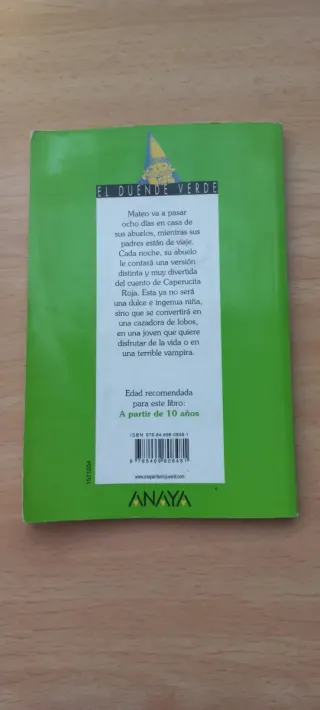 EL DUENDE VERDE
Mateo va a pasar
ocho días en casa de
sus abuelos, mientras sus
padres están de viaje.
Cada noche, su abuelo
le contará una versión
distinta y muy divertida
del cuento de Caperucita
Roja. Esta ya no será
una dulce e ingenua niña,
sino que se convertirá en
una cazadora de lobos,
en una joven que quiere
disfrutar de la vida o en
una terrible vampira.
Edad recomendada
para este libro:
A partir de 10 años
www.anayainfantilyjuvenil.com
ANAYA